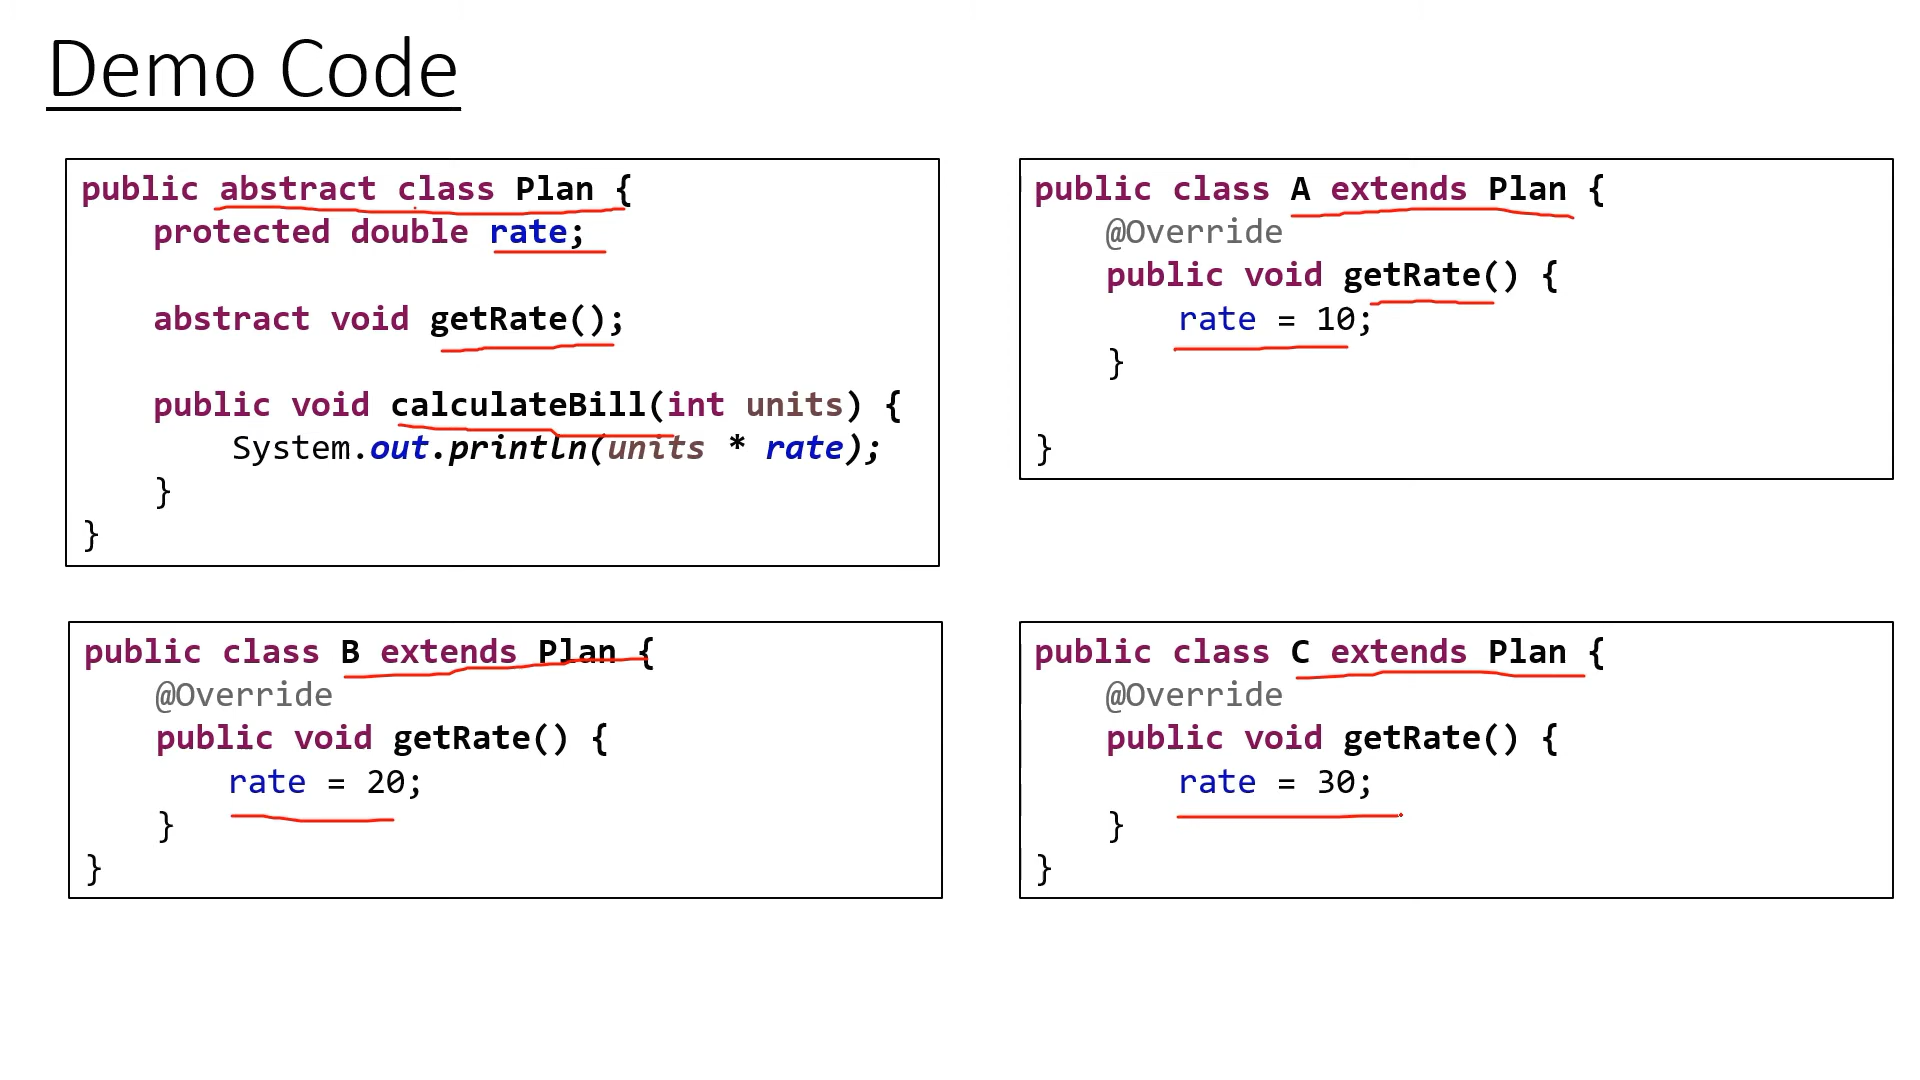 Demo Code
public abstract class Plan {
protected double rate;
abstract void getRate();
public void calculateBill(int units) {
System.out.println(units * rate);
}
}
public class A extends Plan {
@Override
public void getRate() {
rate = 10;
}
}
public class B extends Plan {
@Override
public void getRate() {
rate = 20;
}
}
public class C extends Plan {
@Override
public void getRate() {
rate = 30;
}
}